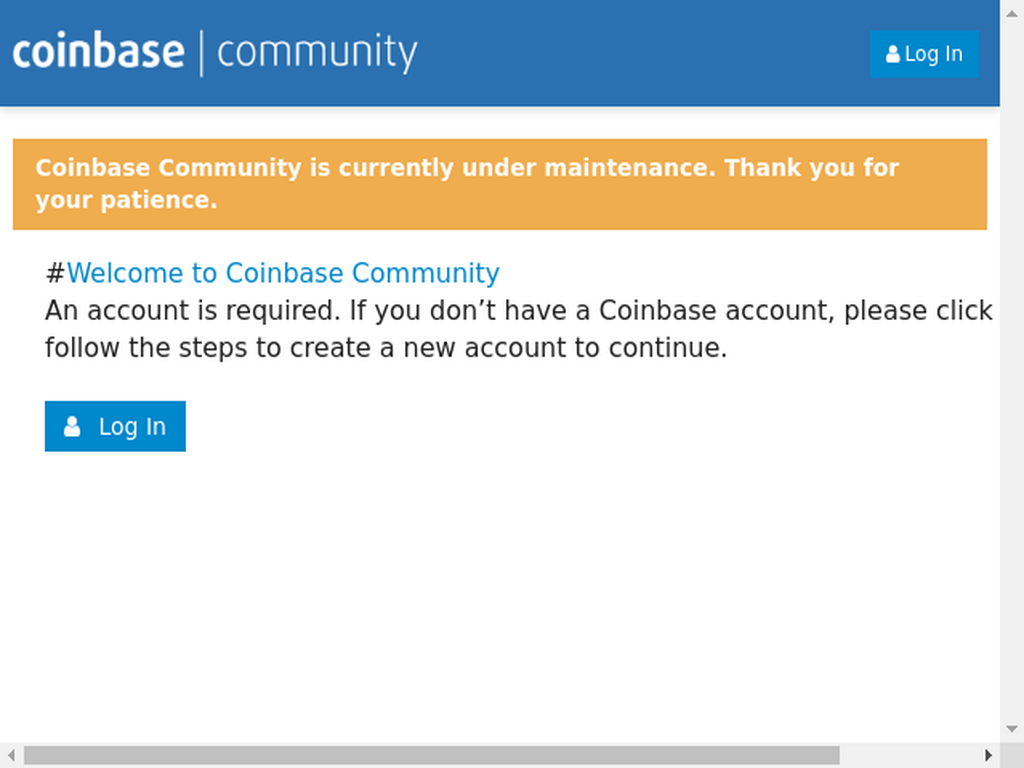 coinbase | community
Log In
Coinbase Community is currently under maintenance. Thank you for
your patience.
#Welcome to Coinbase Community
An account is required. If you don’t have a Coinbase account, please click
follow the steps to create a new account to continue.
Log In